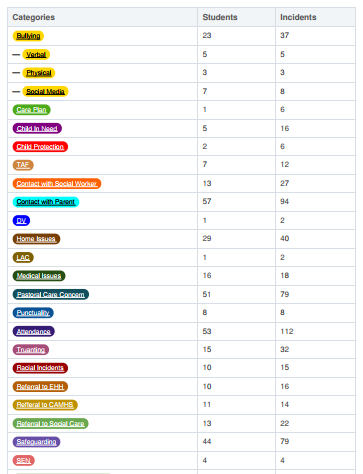 Categories Students Incidents
Bullying 23 37
— Verbal 5 5
— Physical 3 3
— Social Media 7 8
Care Plan 1 6
Child In Need 5 16
Child Protection 2 6
TAF 7 12
Contact with Social Worker 13 27
Contact with Parent 57 94
DV 1 2
Home Issues 29 40
LAC 1 2
Medical Issues 16 18
Pastoral Care Concern 51 79
Punctuality 8 8
Attendance 53 112
Truanting 15 32
Racial Incidents 10 15
Referral to EHH 10 16
Refferal to CAMHS 11 14
Referral to Social Care 13 22
Safeguarding 44 79
SEN 4 4